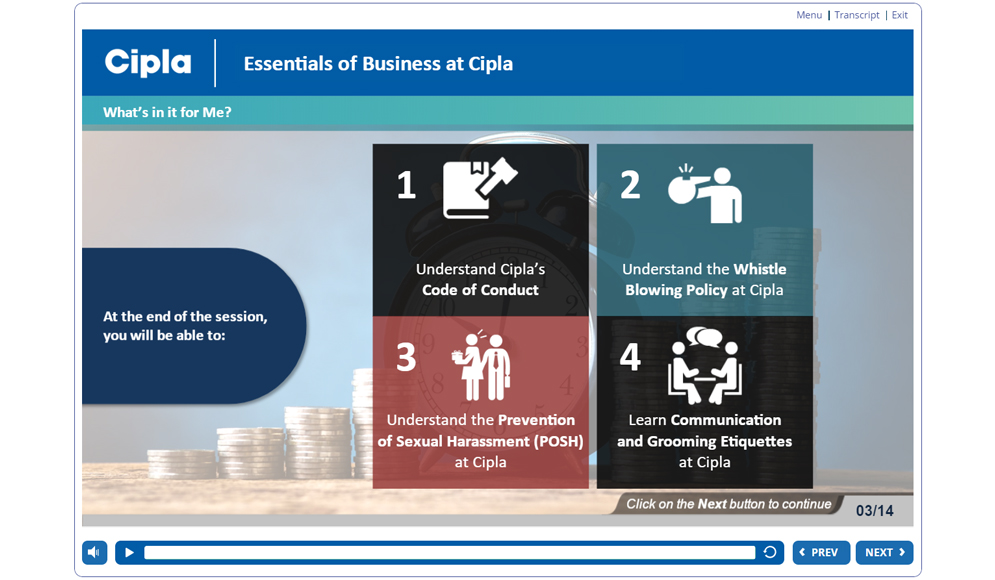 Menu | Transcript | Exit
Cipla
Essentials of Business at Cipla
What's in it for Me?
At the end of the session,
you will be able to:
1
Understand Cipla's
Code of Conduct
2
Understand the Whistle
Blowing Policy at Cipla
3
Understand the Prevention
of Sexual Harassment (POSH)
at Cipla
4
Learn Communication
and Grooming Etiquettes
at Cipla
Click on the Next button to continue
03/14
PREV
NEXT